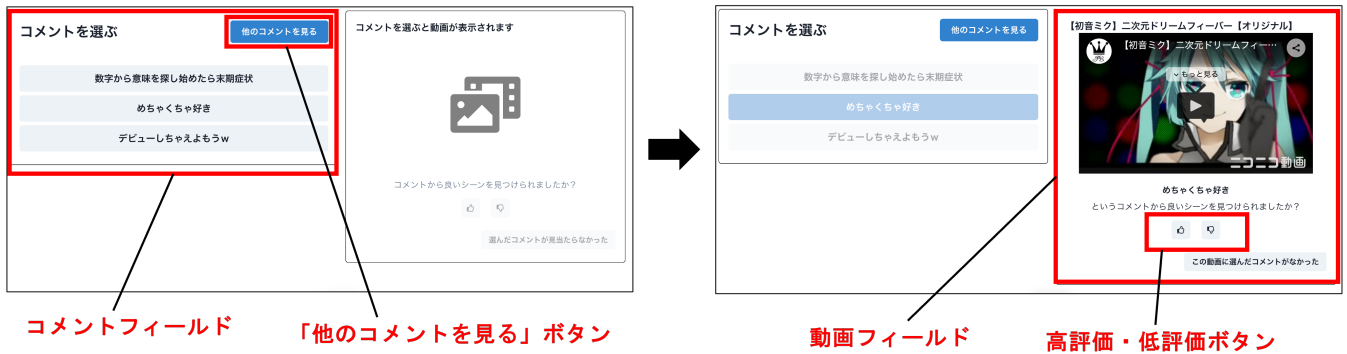 コメントを選ぶ
他のコメントを見る
数字から意味を探し始めたら末期症状
めちゃくちゃ好き
デビューしちゃえよもうｗ
コメントを選ぶと動画が表示されます
コメントから良いシーンを見つけられましたか？
選んだコメントが見当たらなかった
コメントフィールド
「他のコメントを見る」ボタン
コメントを選ぶ
他のコメントを見る
数字から意味を探し始めたら末期症状
めちゃくちゃ好き
デビューしちゃえよもうｗ
【初音ミク】二次元ドリームフィーバー【オリジナル】
【初音ミク】二次元ドリームフィー…
もっと見る
ニコニコ動画
めちゃくちゃ好き
というコメントから良いシーンを見つけられましたか？
この動画に選んだコメントがなかった
動画フィールド
高評価・低評価ボタン